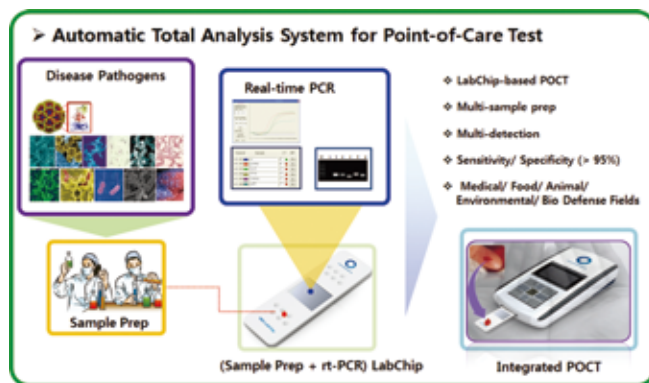 ➢ Automatic Total Analysis System for Point-of-Care Test
Disease Pathogens
Real-time PCR
❖ LabChip-based POCT
❖ Multi-sample prep
❖ Multi-detection
❖ Sensitivity/ Specificity (> 95%)
❖ Medical/ Food/ Animal/
Environmental/ Bio Defense Fields
Sample Prep
(Sample Prep + rt-PCR) LabChip
Integrated POCT